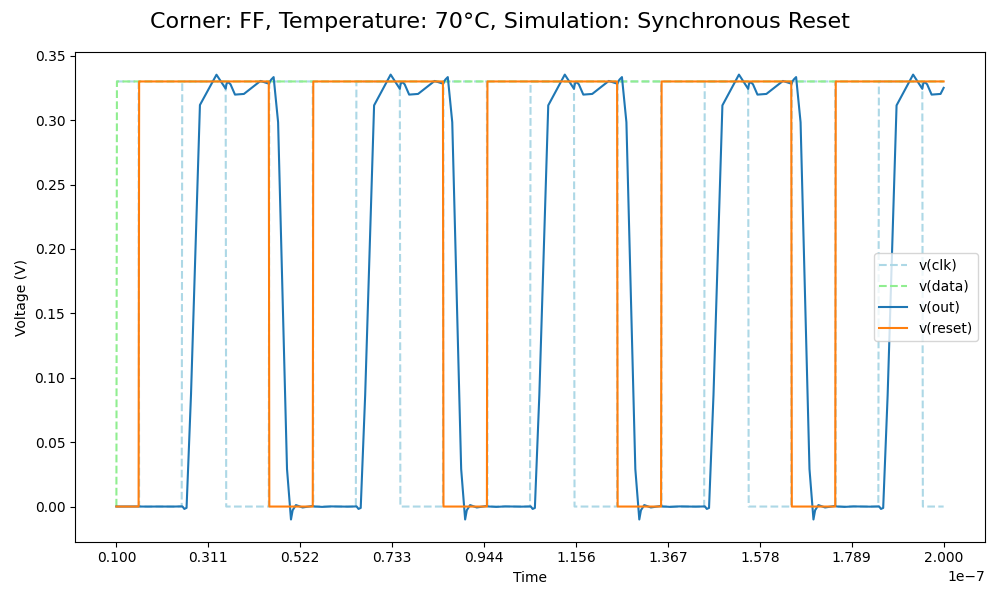 Corner: FF, Temperature: 70°C, Simulation: Synchronous Reset
0.35
0.30
0.25
0.20
0.15
0.10
0.05
0.00
Voltage (V)
v(clk)
v(data)
v(out)
v(reset)
0.100 0.311 0.522 0.733 0.944 1.156 1.367 1.578 1.789 2.000
1e−7
Time